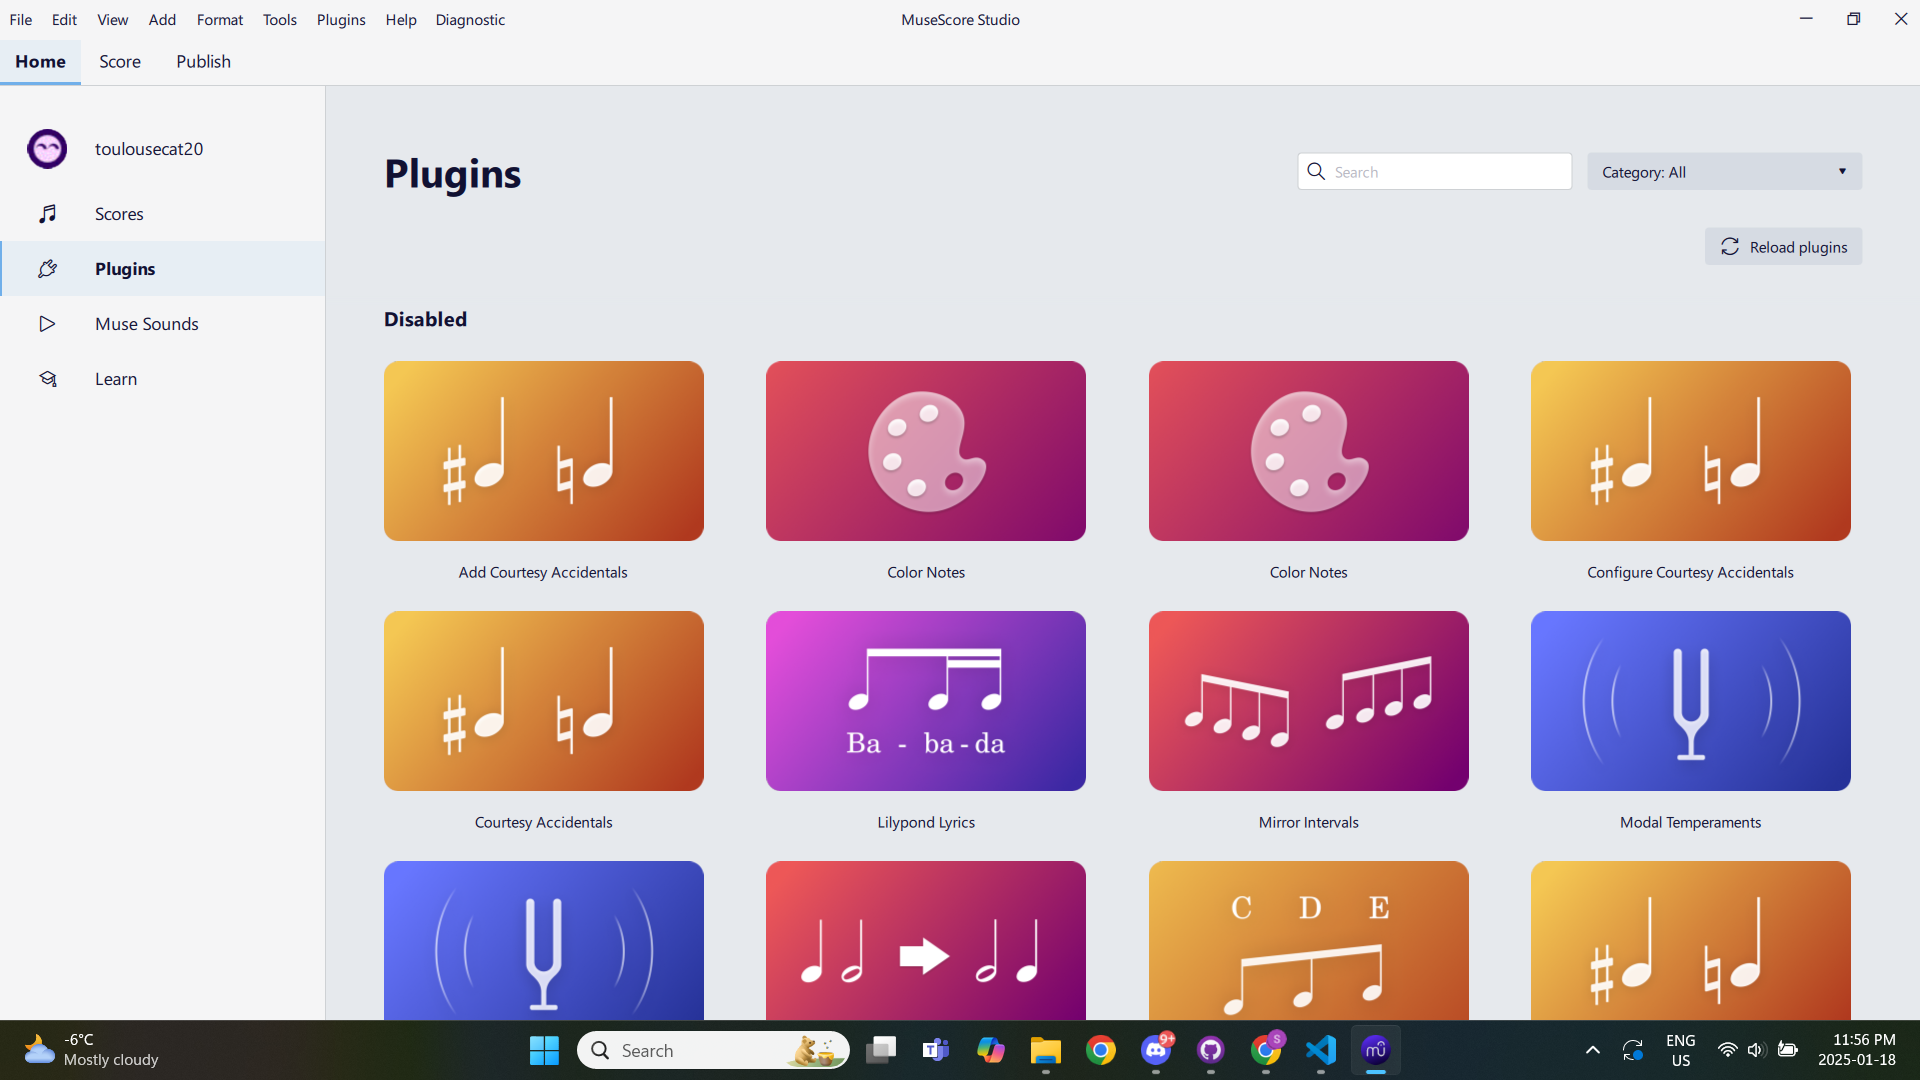 File Edit View Add Format Tools Plugins Help Diagnostic
MuseScore Studio
Home Score Publish
toulousecat20
Scores
Plugins
Muse Sounds
Learn
Plugins
Search
Category: All
Reload plugins
Disabled
Add Courtesy Accidentals
Color Notes
Color Notes
Configure Courtesy Accidentals
Ba - ba - da
Courtesy Accidentals
Lilypond Lyrics
Mirror Intervals
Modal Temperaments
C D E
-6°C
Mostly cloudy
Search
9+
S
ENG
US
11:56 PM
2025-01-18